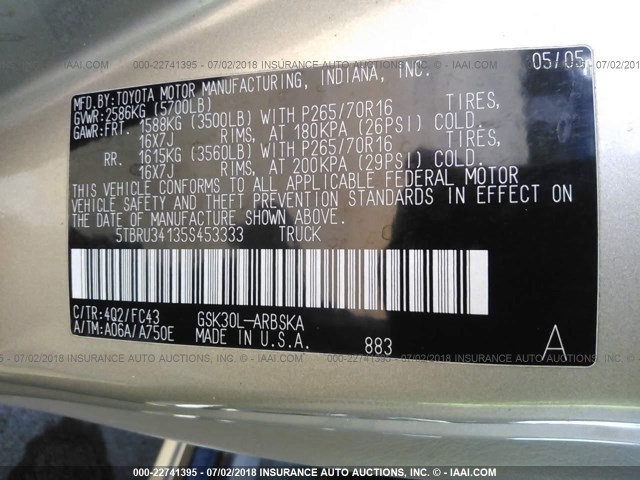 000-22741395 - 07/02/2018 - INSURANCE AUTO AUCTIONS - IAAI.COM
MFD.BY:TOYOTA MOTOR MANUFACTURING, INDIANA, INC. 05/05
GVWR:2586KG (5700LB)
GAWR:FRT. 1588KG (3500LB) WITH P265/70R16 TIRES,
16X7J RIMS, AT 180KPA (26PSI) COLD.
RR. 1615KG (3560LB) WITH P265/70R16 TIRES,
16X7J RIMS, AT 200KPA (29PSI) COLD.
THIS VEHICLE CONFORMS TO ALL APPLICABLE FEDERAL MOTOR
VEHICLE SAFETY AND THEFT PREVENTION STANDARDS IN EFFECT ON
THE DATE OF MANUFACTURE SHOWN ABOVE.
5TBRU34135S453333 TRUCK
C/TR:4Q2/FC43 GSK30L-ARBSKA
A/TM:A06A/A750E MADE IN U.S.A. 883 A
000-22741395 - 07/02/2018 - INSURANCE AUTO AUCTIONS - IAAI.COM